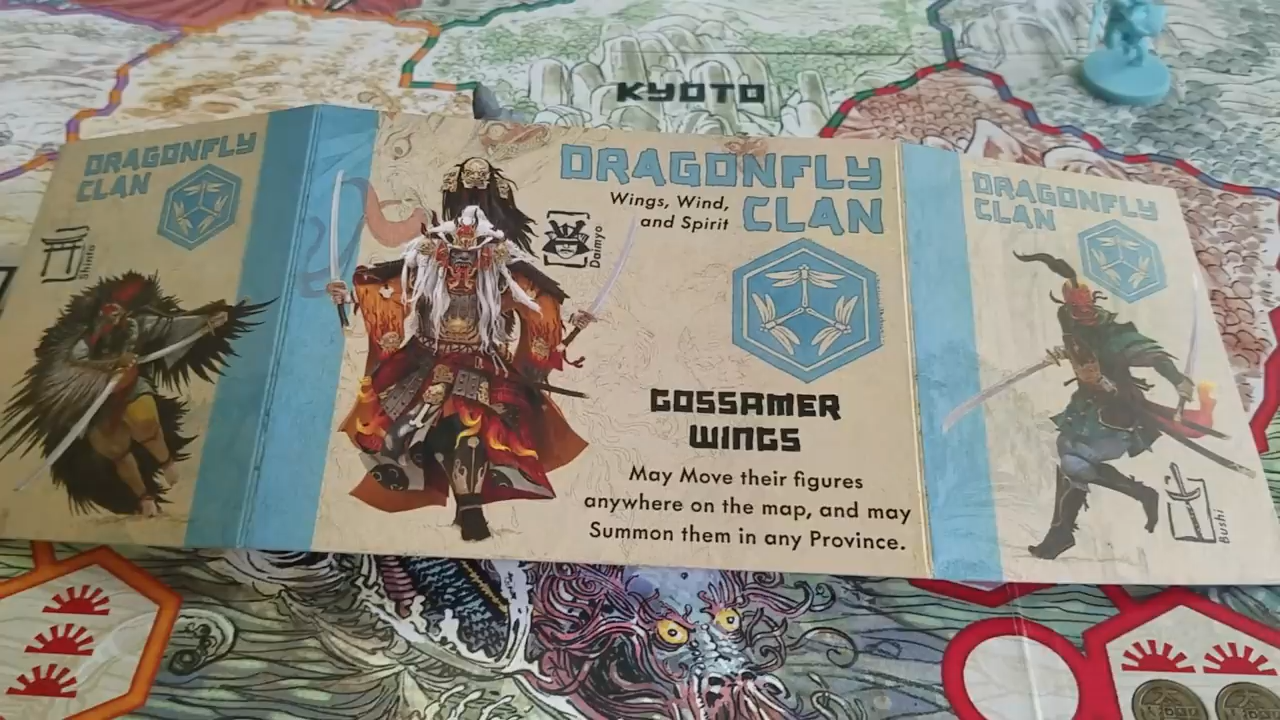 KYOTO
DRAGONFLY
CLAN
Shinto
DRAGONFLY
CLAN
Wings, Wind,
and Spirit
Daimyo
GOSSAMER
WINGS
May Move their figures
anywhere on the map, and may
Summon them in any Province.
DRAGONFLY
CLAN
Bushi